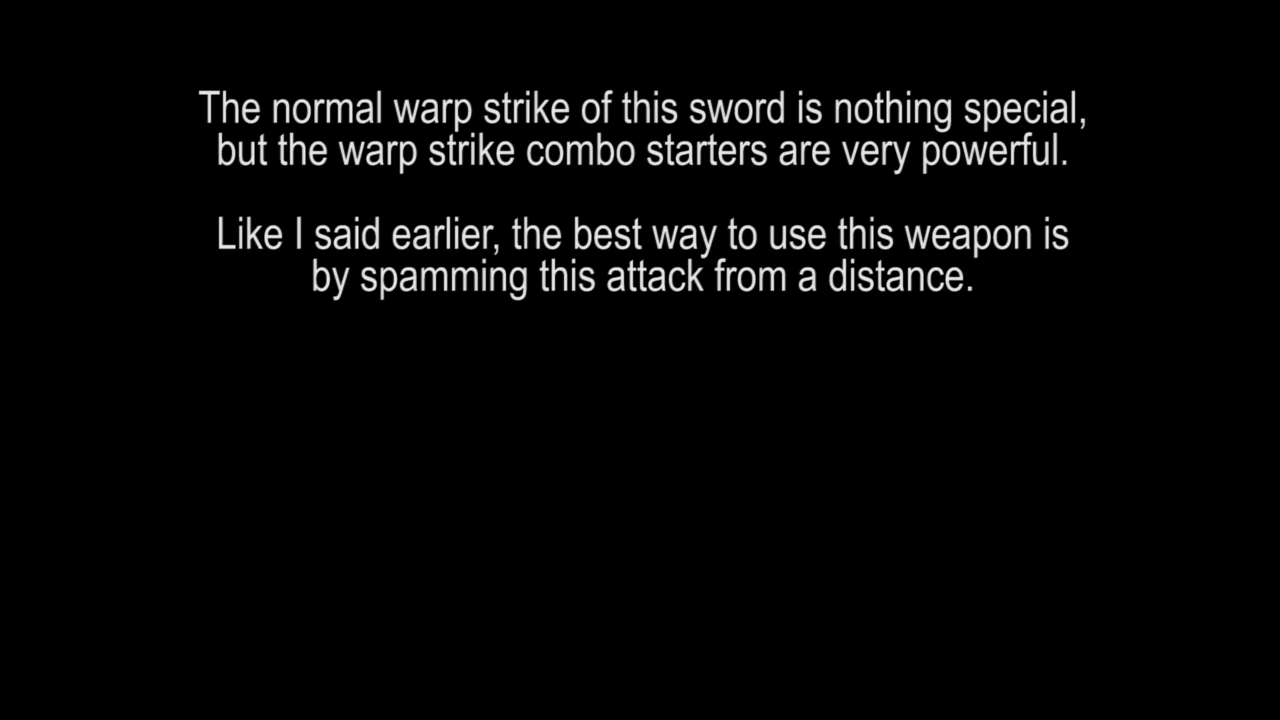 The normal warp strike of this sword is nothing special,
but the warp strike combo starters are very powerful.
Like I said earlier, the best way to use this weapon is
by spamming this attack from a distance.